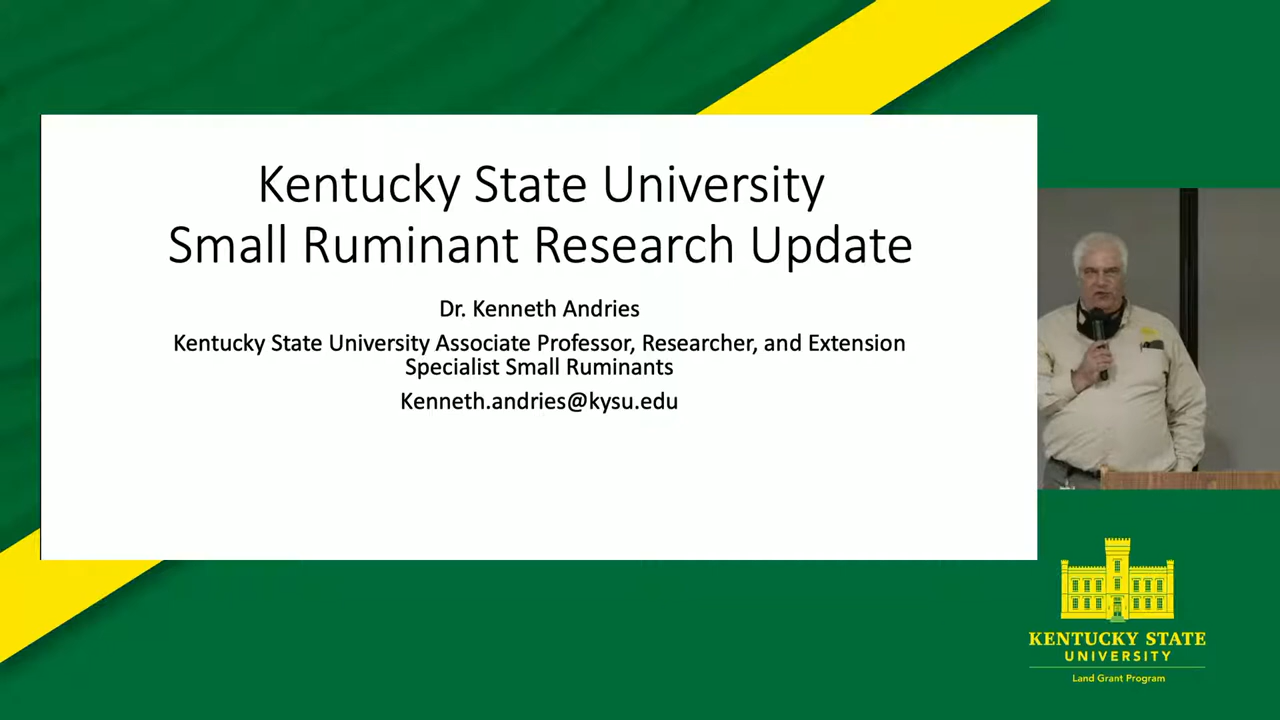 Kentucky State University
Small Ruminant Research Update
Dr. Kenneth Andries
Kentucky State University Associate Professor, Researcher, and Extension
Specialist Small Ruminants
Kenneth.andries@kysu.edu
KENTUCKY STATE
UNIVERSITY
Land Grant Program